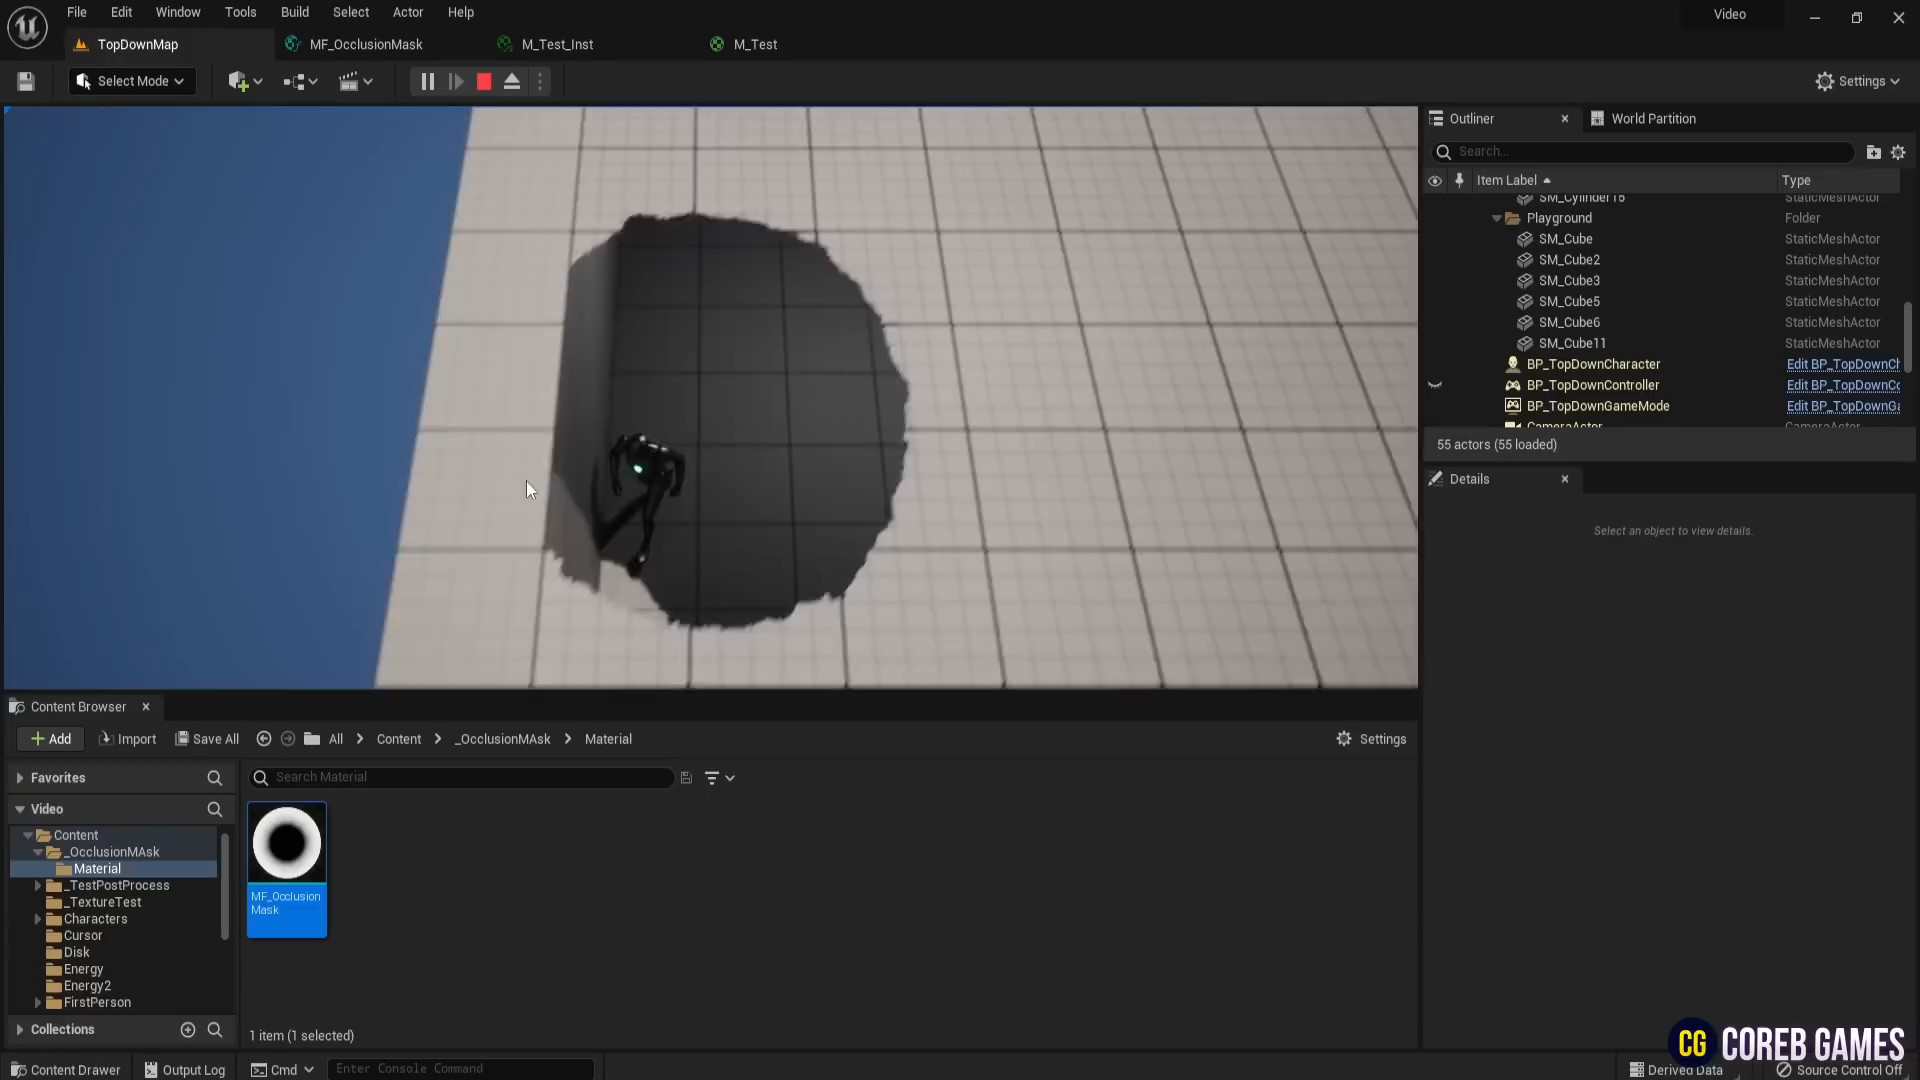 File Edit Window Tools Build Select Actor Help
Video
TopDownMap
MF_OcclusionMask
M_Test_Inst
M_Test
Select Mode
Settings
Outliner
World Partition
Search...
Item Label
Type
SM_Cylinder15
StaticMeshActor
Playground
Folder
SM_Cube
StaticMeshActor
SM_Cube2
StaticMeshActor
SM_Cube3
StaticMeshActor
SM_Cube5
StaticMeshActor
SM_Cube6
StaticMeshActor
SM_Cube11
StaticMeshActor
BP_TopDownCharacter
Edit BP_TopDownCh
BP_TopDownController
Edit BP_TopDownCo
BP_TopDownGameMode
Edit BP_TopDownGa
CameraActor
CameraActor
55 actors (55 loaded)
Details
Select an object to view details.
Content Browser
Add
Import
Save All
All
Content
_OcclusionMAsk
Material
Settings
Favorites
Search Material
Video
Content
_OcclusionMAsk
Material
_TestPostProcess
_TextureTest
Characters
Cursor
Disk
Energy
Energy2
FirstPerson
MF_Occlusion
Mask
Collections
1 item (1 selected)
CG COREB GAMES
Content Drawer
Output Log
Cmd
Enter Console Command
Derived Data
Source Control Off